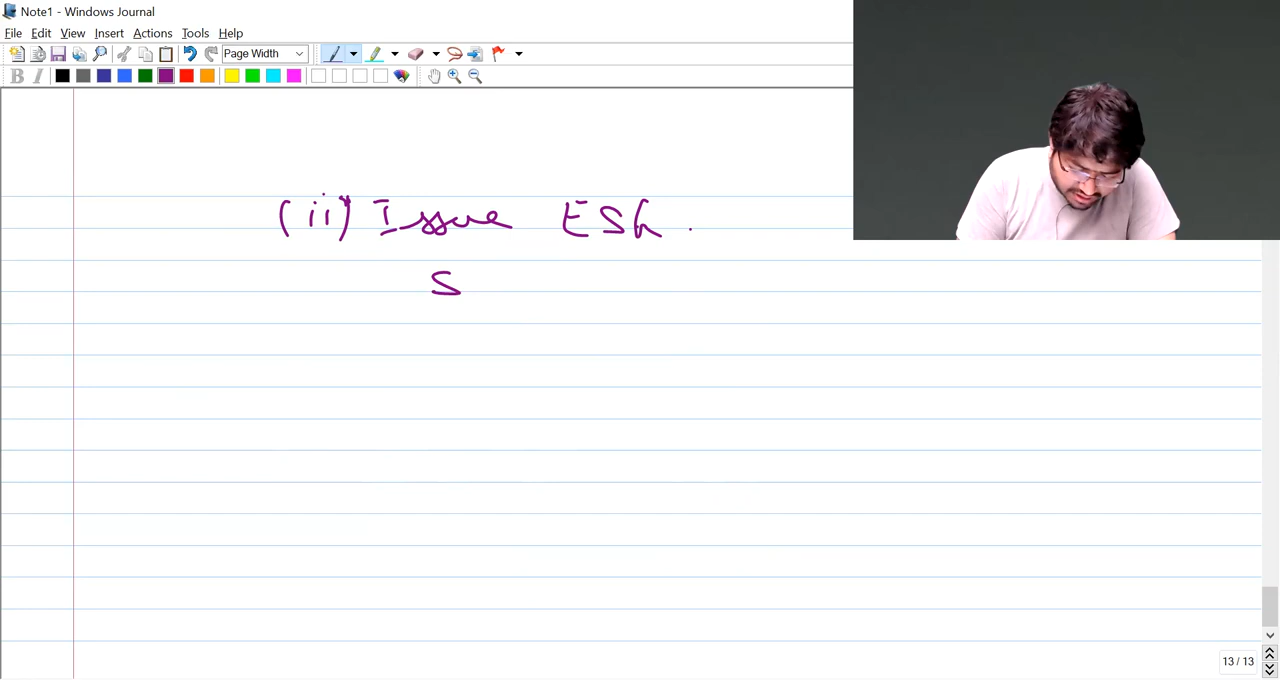 Note1 - Windows Journal
File Edit View Insert Actions Tools Help
Page Width
B I
(ii) Issue ESh.
S
13 / 13